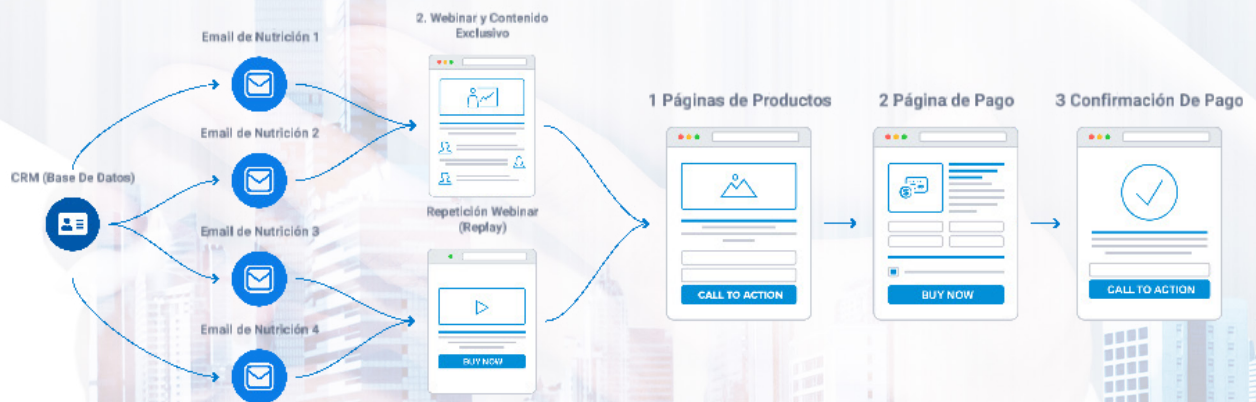 2. Webinar y Contenido
Exclusivo
Email de Nutrición 1
Email de Nutrición 2
CRM (Base De Datos)
Email de Nutrición 3
Email de Nutrición 4
Repetición Webinar
(Replay)
BUY NOW
1 Páginas de Productos
CALL TO ACTION
2 Página de Pago
BUY NOW
3 Confirmación De Pago
CALL TO ACTION